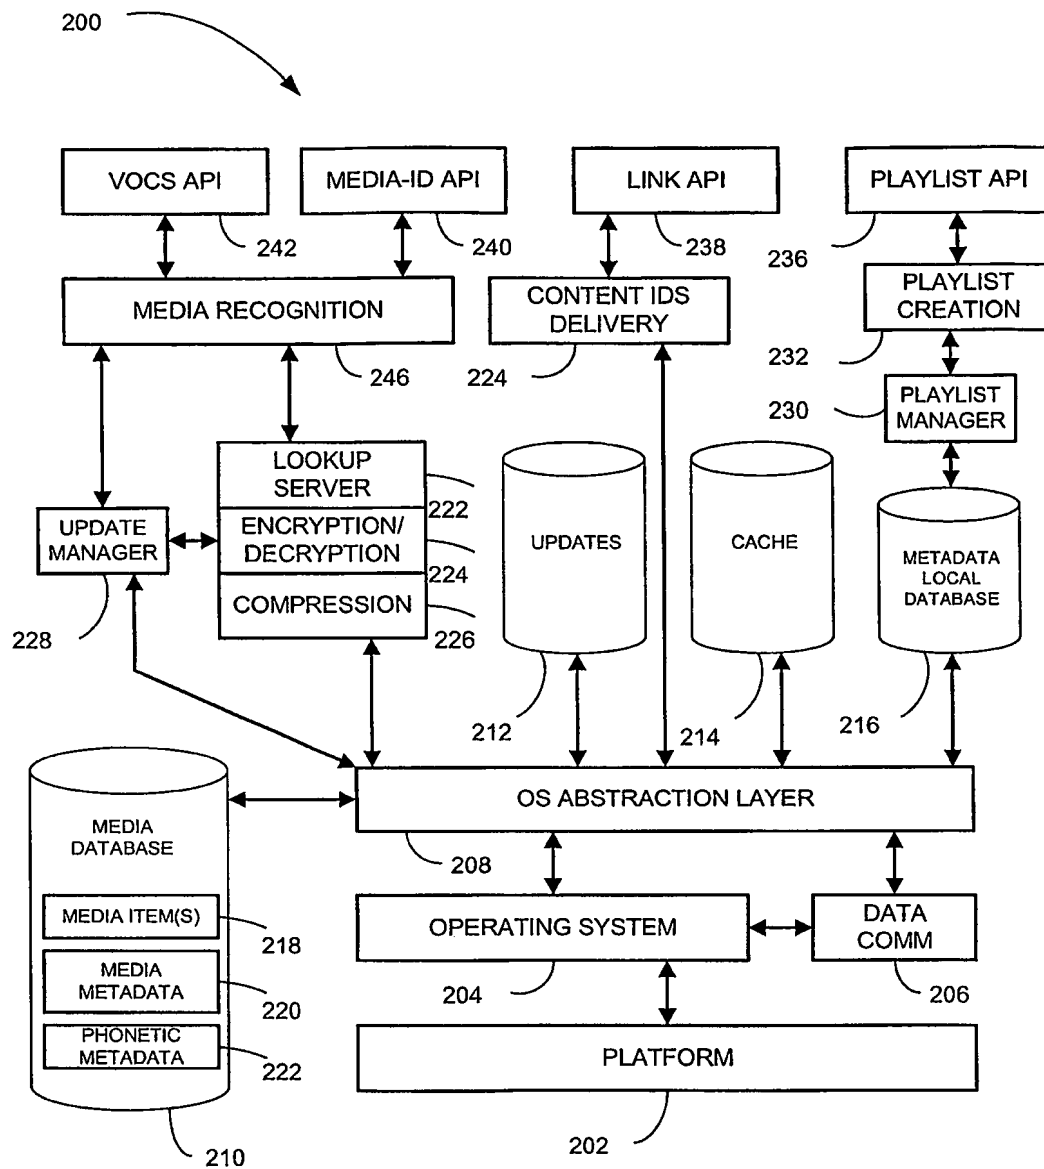 200
VOCS API
MEDIA-ID API
LINK API
PLAYLIST API
242
240
238
236
MEDIA RECOGNITION
CONTENT IDS
DELIVERY
PLAYLIST
CREATION
246
224
232
230
PLAYLIST
MANAGER
LOOKUP
SERVER
222
UPDATE
MANAGER
ENCRYPTION/
DECRYPTION
224
COMPRESSION
226
228
UPDATES
CACHE
METADATA
LOCAL
DATABASE
212
214
216
OS ABSTRACTION LAYER
208
MEDIA
DATABASE
MEDIA ITEM(S)
218
MEDIA
METADATA
220
PHONETIC
METADATA
222
210
OPERATING SYSTEM
DATA
COMM
204
206
PLATFORM
202